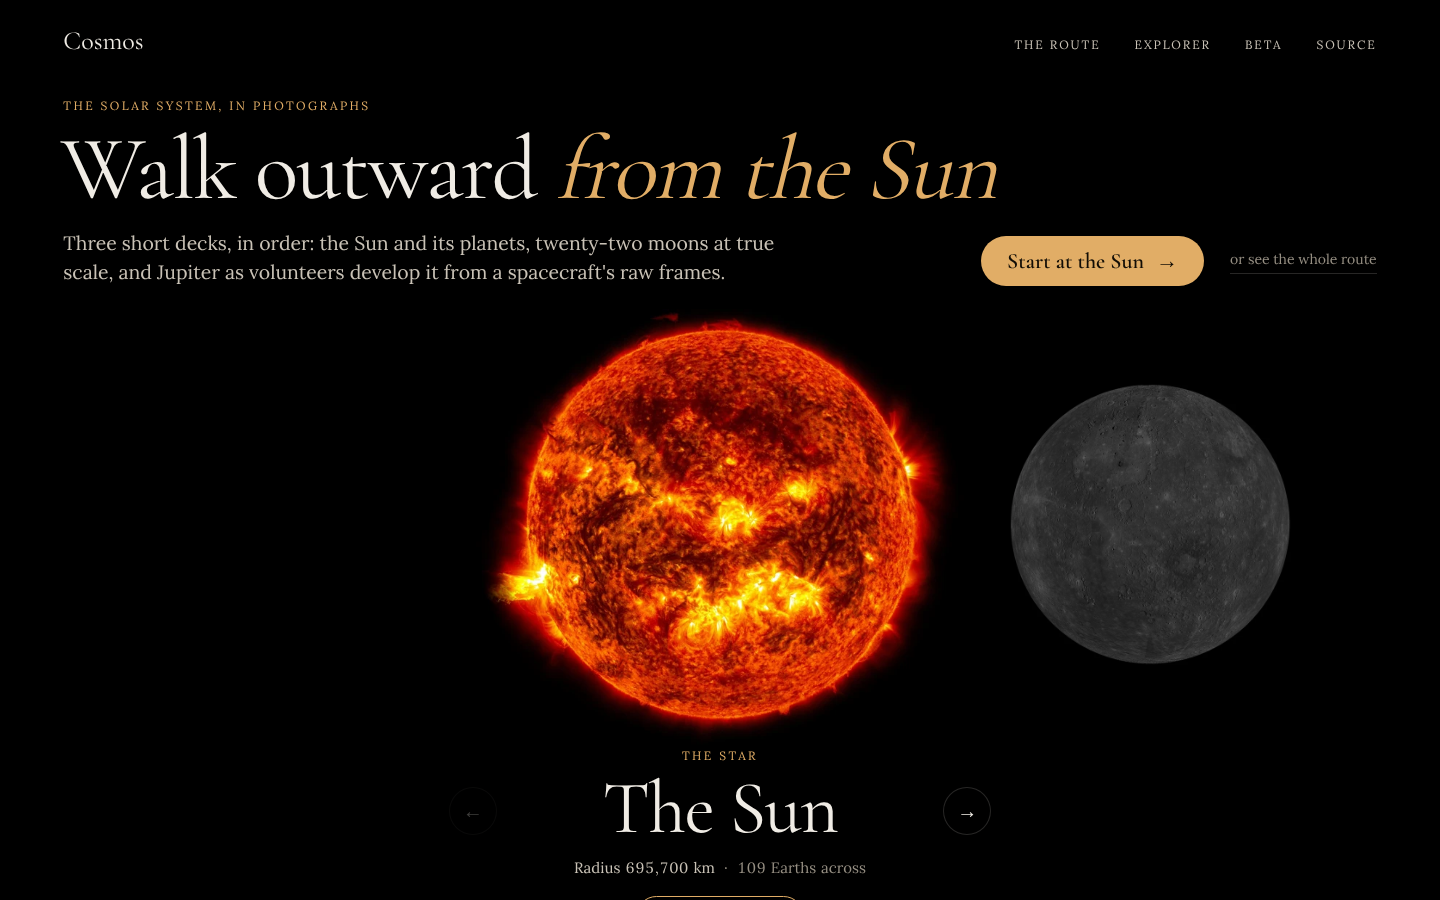 Cosmos
THE ROUTE
EXPLORER
BETA
SOURCE
THE SOLAR SYSTEM, IN PHOTOGRAPHS
Walk outward from the Sun
Three short decks, in order: the Sun and its planets, twenty-two moons at true
scale, and Jupiter as volunteers develop it from a spacecraft's raw frames.
Start at the Sun →
or see the whole route
THE STAR
← The Sun →
Radius 695,700 km · 109 Earths across